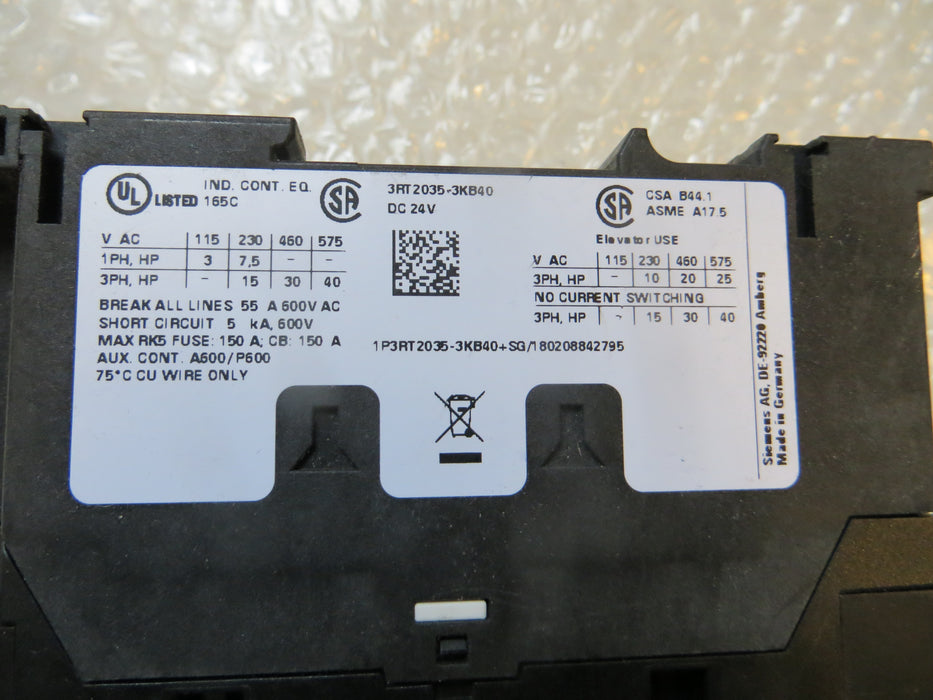 UL LISTED IND. CONT. EQ. 165C
SA
3RT2035-3KB40
DC 24V
SA
CSA B44.1
ASME A17.5
V AC 115 230 460 575
1PH, HP 3 7,5 - -
3PH, HP - 15 30 40
BREAK ALL LINES 55 A 600V AC
SHORT CIRCUIT 5 kA, 600V
MAX RK5 FUSE: 150 A; CB: 150 A
AUX. CONT. A600/P600
75°C CU WIRE ONLY
Elevator USE
V AC 115 230 460 575
3PH, HP - 10 20 25
NO CURRENT SWITCHING
3PH, HP - 15 30 40
1P3RT2035-3KB40+SG/180208842795
Siemens AG, DE-92220 Amberg
Made in Germany